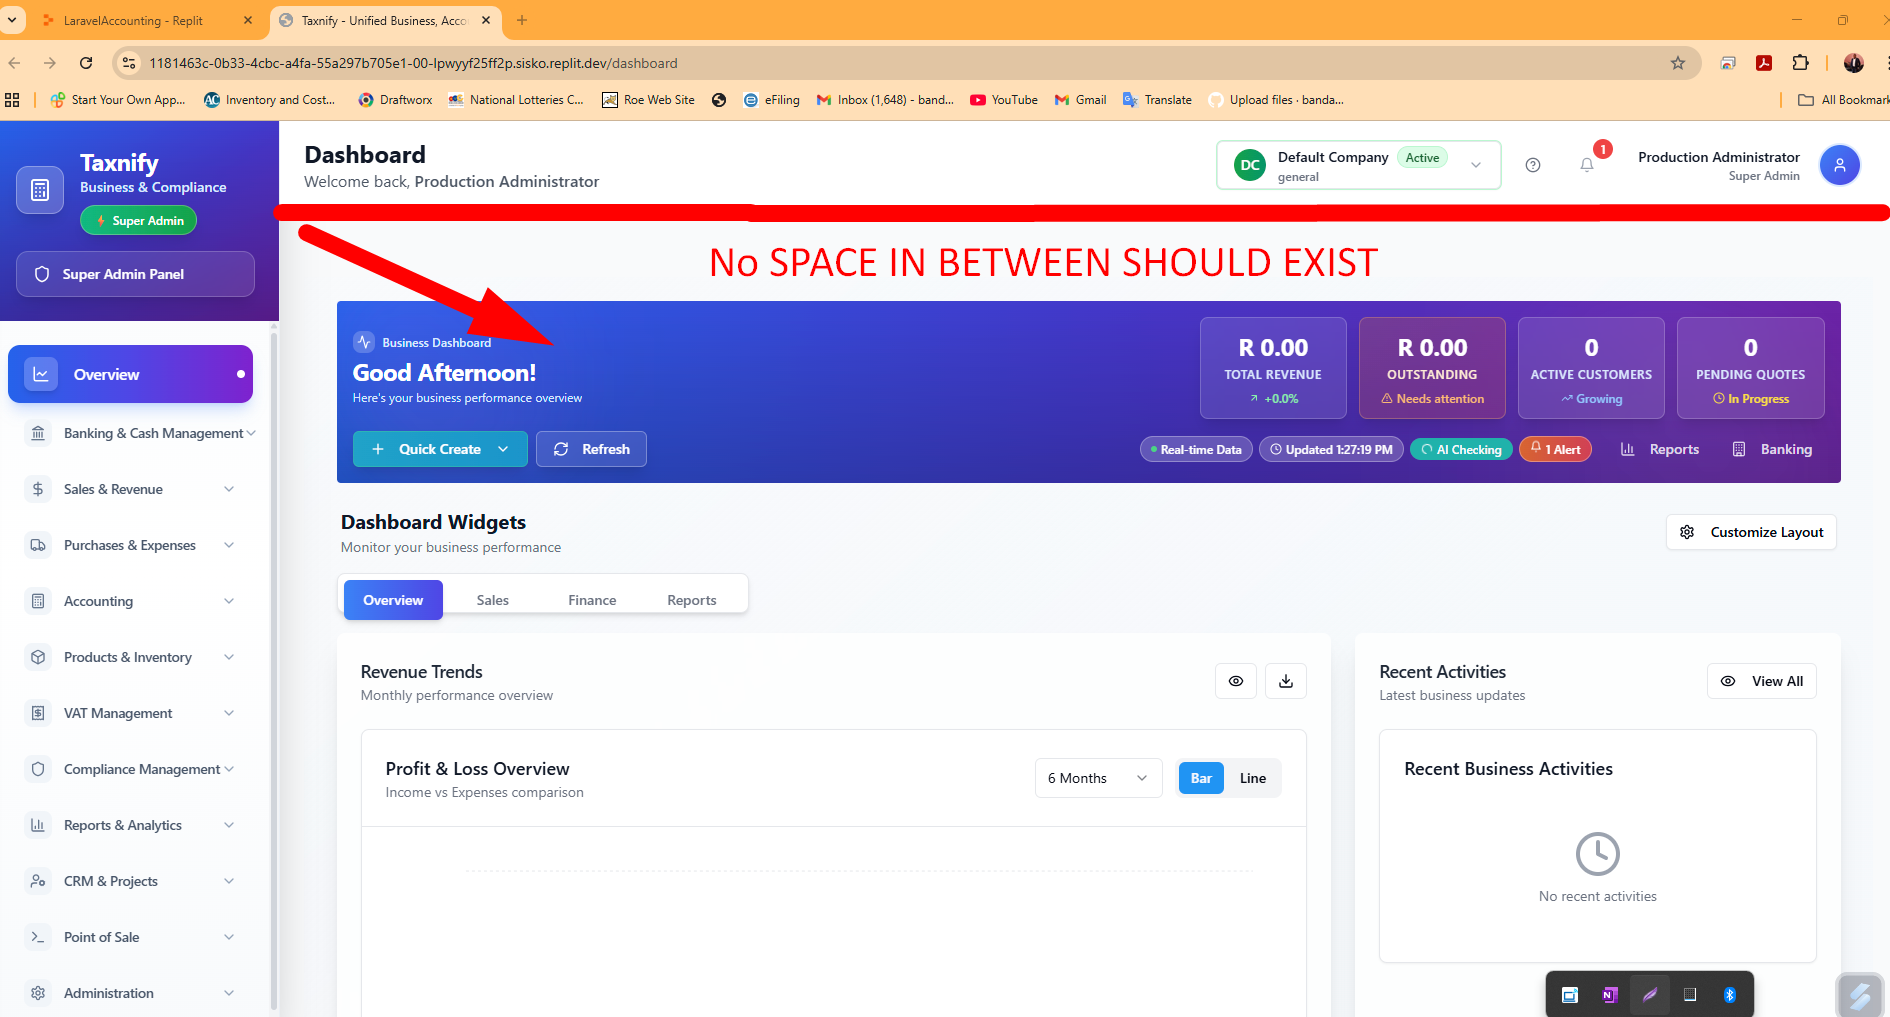 LaravelAccounting - Replit
Taxnify - Unified Business, Acco
1181463c-0b33-4cbc-a4fa-55a297b705e1-00-lpwyyf25ff2p.sisko.replit.dev/dashboard
Start Your Own App...
AC Inventory and Cost...
Draftworx
National Lotteries C...
Roe Web Site
eFiling
Inbox (1,648) - band...
YouTube
Gmail
Translate
Upload files · banda...
All Bookmark
Taxnify
Business & Compliance
Super Admin
Super Admin Panel
Dashboard
Welcome back, Production Administrator
DC
Default Company Active
general
1
Production Administrator
Super Admin
No SPACE IN BETWEEN SHOULD EXIST
Overview
Banking & Cash Management
Sales & Revenue
Purchases & Expenses
Accounting
Products & Inventory
VAT Management
Compliance Management
Reports & Analytics
CRM & Projects
Point of Sale
Administration
Business Dashboard
Good Afternoon!
Here's your business performance overview
Quick Create
Refresh
R 0.00
TOTAL REVENUE
+0.0%
R 0.00
OUTSTANDING
Needs attention
0
ACTIVE CUSTOMERS
Growing
0
PENDING QUOTES
In Progress
Real-time Data
Updated 1:27:19 PM
AI Checking
1 Alert
Reports
Banking
Dashboard Widgets
Monitor your business performance
Customize Layout
Overview
Sales
Finance
Reports
Revenue Trends
Monthly performance overview
Profit & Loss Overview
Income vs Expenses comparison
6 Months
Bar
Line
Recent Activities
Latest business updates
View All
Recent Business Activities
No recent activities
N